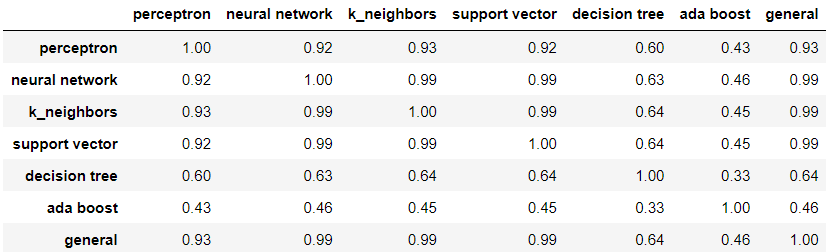 perceptron neural network k_neighbors support vector decision tree ada boost general
perceptron 1.00 0.92 0.93 0.92 0.60 0.43 0.93
neural network 0.92 1.00 0.99 0.99 0.63 0.46 0.99
k_neighbors 0.93 0.99 1.00 0.99 0.64 0.45 0.99
support vector 0.92 0.99 0.99 1.00 0.64 0.45 0.99
decision tree 0.60 0.63 0.64 0.64 1.00 0.33 0.64
ada boost 0.43 0.46 0.45 0.45 0.33 1.00 0.46
general 0.93 0.99 0.99 0.99 0.64 0.46 1.00